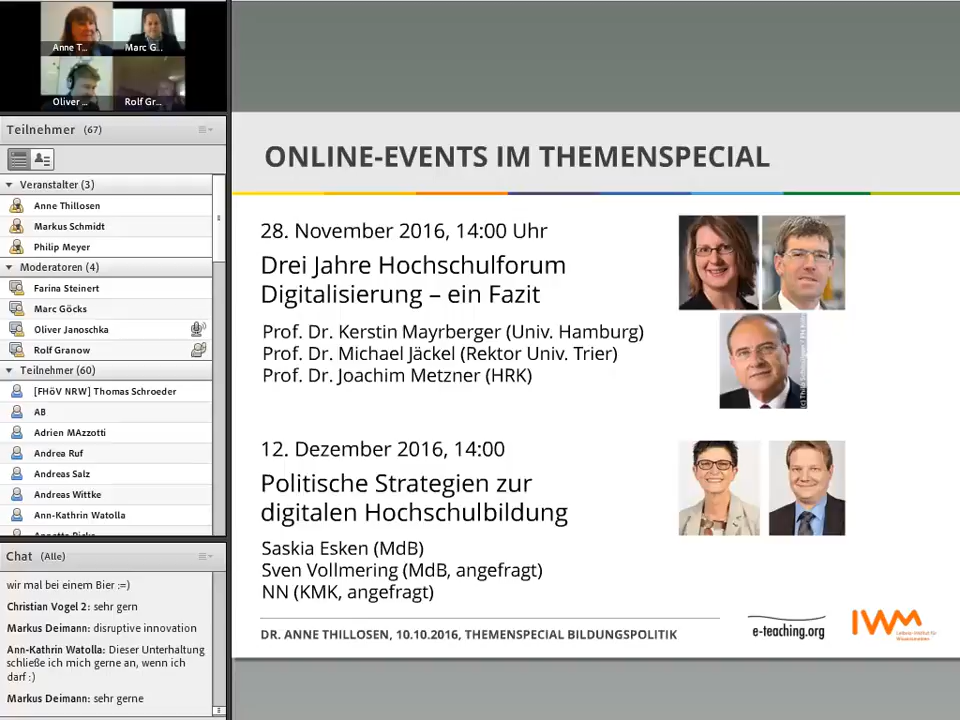 Anne T...
Marc G...
Oliver ...
Rolf Gr...
Teilnehmer (67)
Veranstalter (3)
Anne Thillosen
Markus Schmidt
Philip Meyer
Moderatoren (4)
Farina Steinert
Marc Göcks
Oliver Janoschka
Rolf Granow
Teilnehmer (60)
[FHöV NRW] Thomas Schroeder
AB
Adrien MAzzotti
Andrea Ruf
Andreas Salz
Andreas Wittke
Ann-Kathrin Watolla
Chat (Alle)
wir mal bei einem Bier :=)
Christian Vogel 2: sehr gern
Markus Deimann: disruptive innovation
Ann-Kathrin Watolla: Dieser Unterhaltung
schließe ich mich gerne an, wenn ich
darf :)
Markus Deimann: sehr gerne
ONLINE-EVENTS IM THEMENSPECIAL
28. November 2016, 14:00 Uhr
Drei Jahre Hochschulforum
Digitalisierung – ein Fazit
Prof. Dr. Kerstin Mayrberger (Univ. Hamburg)
Prof. Dr. Michael Jäckel (Rektor Univ. Trier)
Prof. Dr. Joachim Metzner (HRK)
12. Dezember 2016, 14:00
Politische Strategien zur
digitalen Hochschulbildung
Saskia Esken (MdB)
Sven Vollmering (MdB, angefragt)
NN (KMK, angefragt)
DR. ANNE THILLOSEN, 10.10.2016, THEMENSPECIAL BILDUNGSPOLITIK
e-teaching.org
IWM